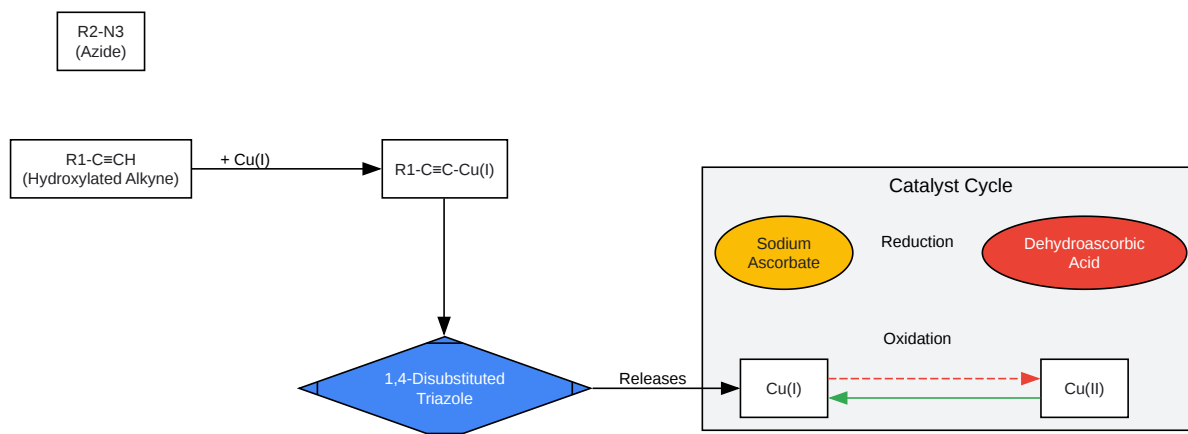 R2-N3
(Azide)
R1-C≡CH
(Hydroxylated Alkyne)
+ Cu(I)
R1-C≡C-Cu(I)
Catalyst Cycle
Sodium
Ascorbate
Reduction
Dehydroascorbic
Acid
Oxidation
1,4-Disubstituted
Triazole
Releases
Cu(I)
Cu(II)